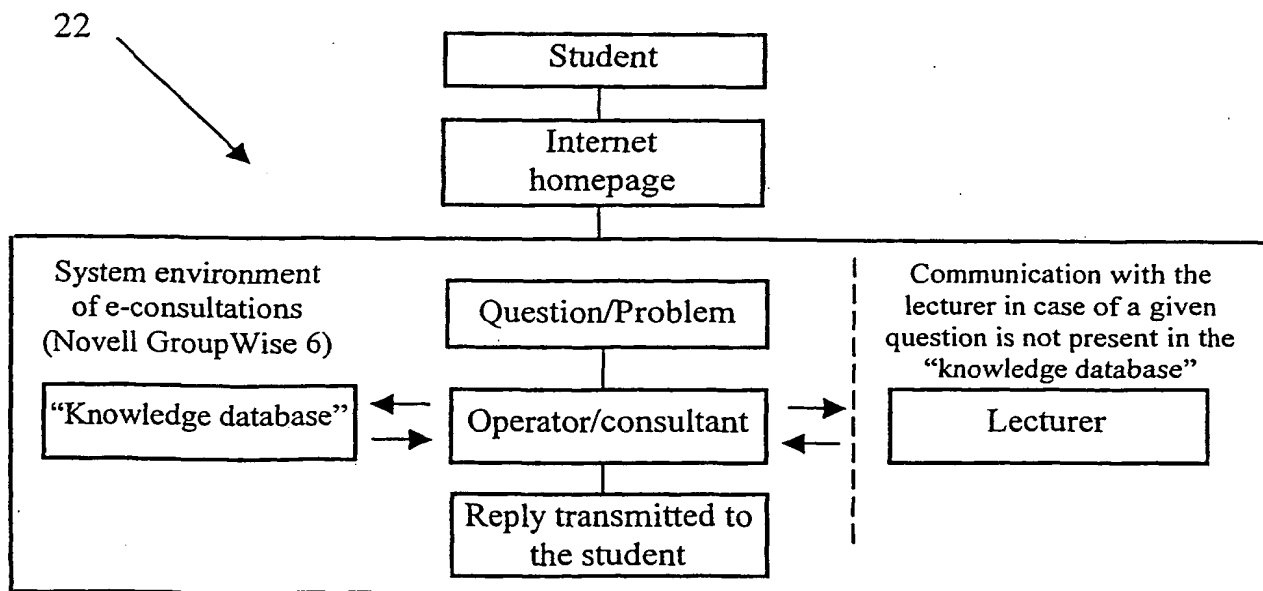 22
Student
Internet
homepage
System environment
of e-consultations
(Novell GroupWise 6)
Question/Problem
Communication with the
lecturer in case of a given
question is not present in the
“knowledge database”
“Knowledge database”
Operator/consultant
Lecturer
Reply transmitted to
the student